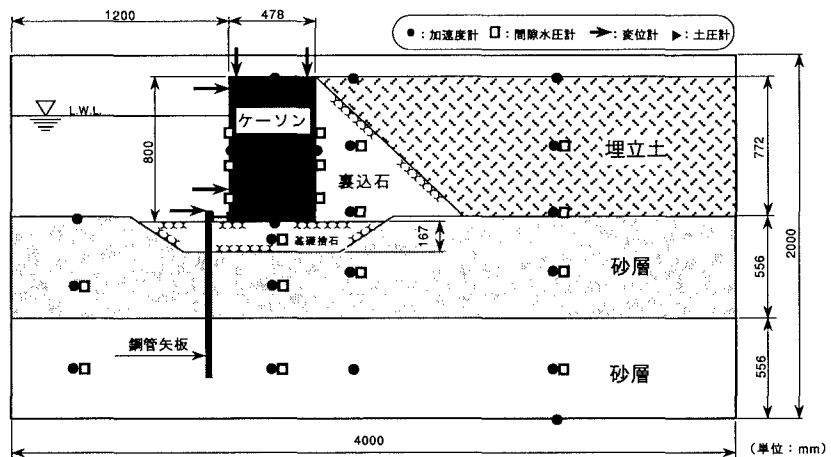 1200
478
●：加速度計 □：間隙水圧計 →：変位計 ▶：土圧計
L.W.L.
800
ケーソン
裏込石
埋立土
772
2000
基礎捨石
167
砂層
556
鋼管矢板
砂層
556
4000
(単位：mm)